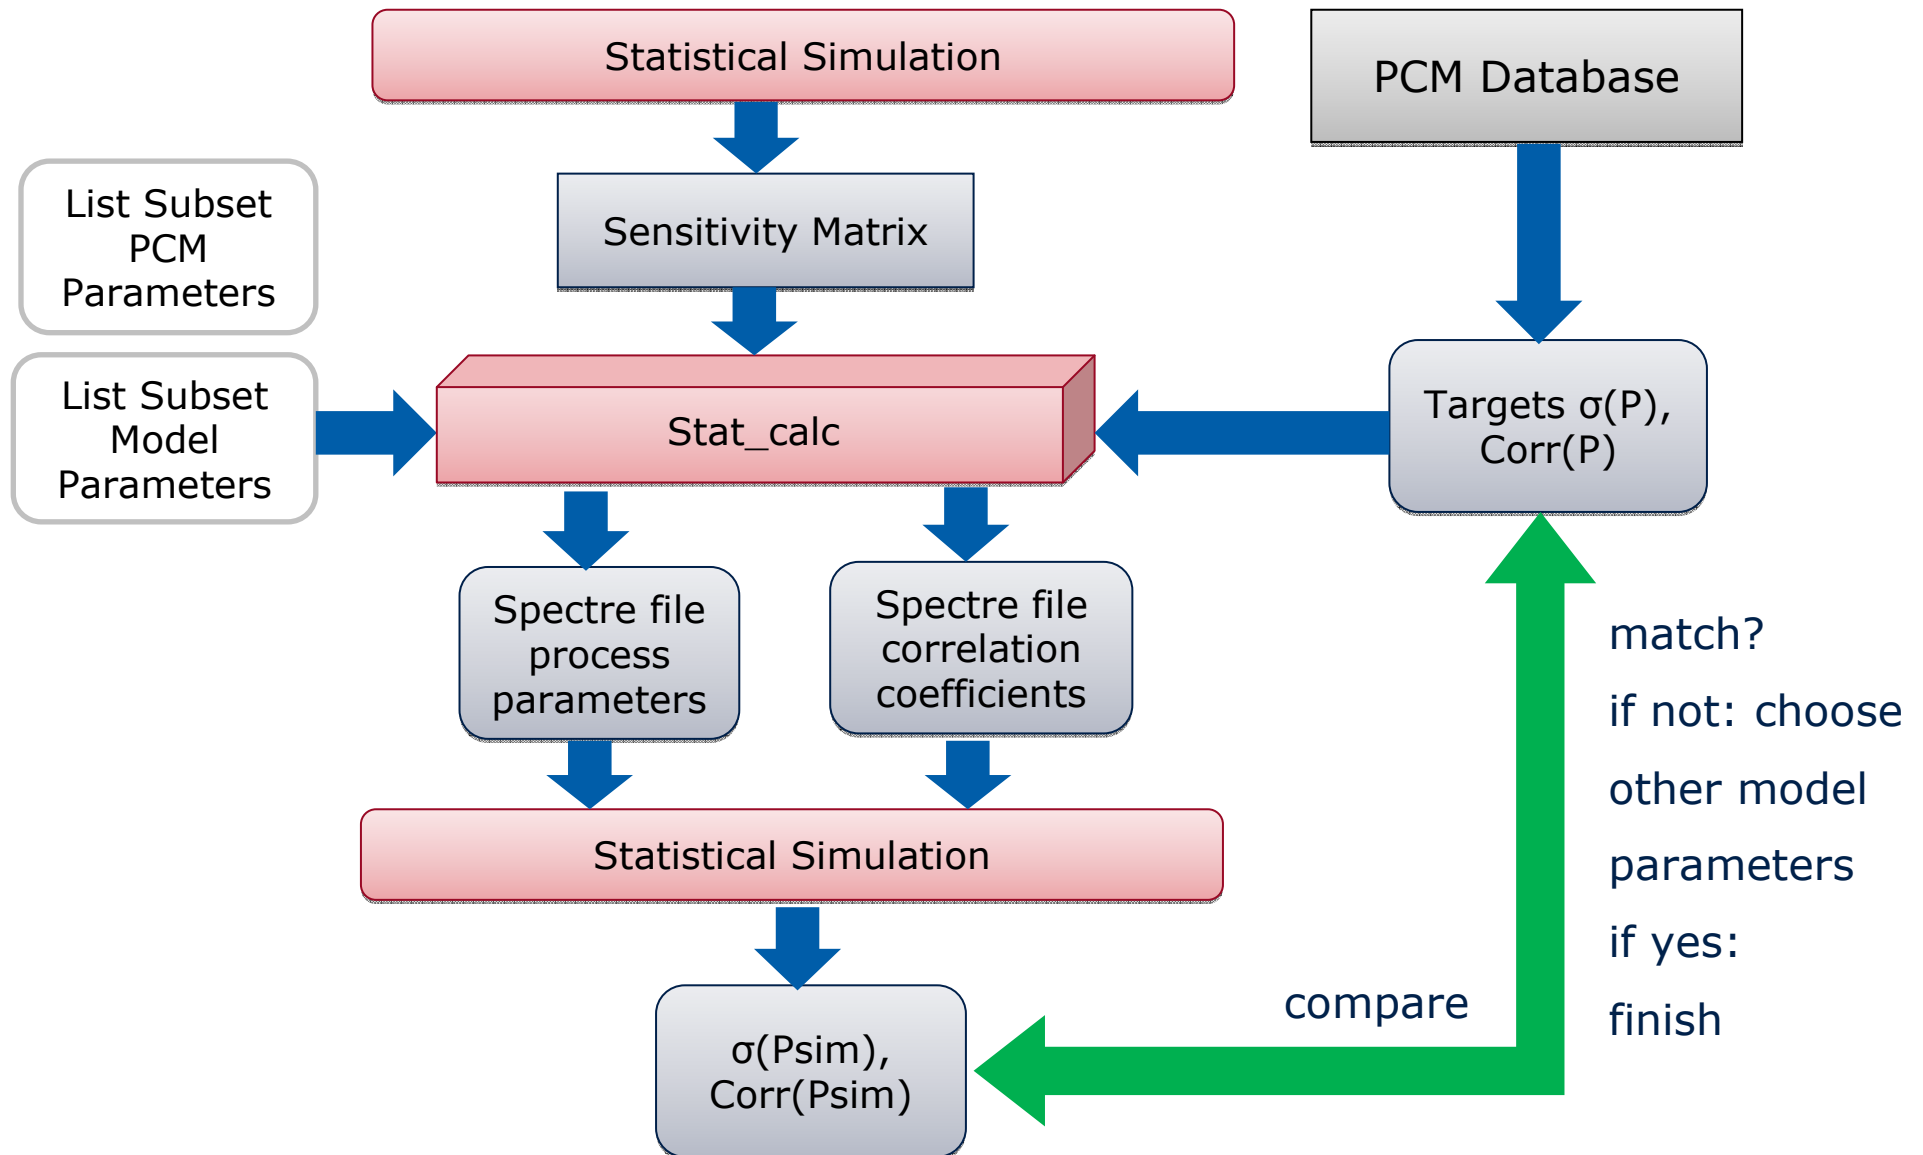 Statistical Simulation
PCM Database
List Subset
PCM
Parameters
Sensitivity Matrix
List Subset
Model
Parameters
Stat_calc
Targets σ(P),
Corr(P)
Spectre file
process
parameters
Spectre file
correlation
coefficients
match?
if not: choose
other model
parameters
if yes:
finish
Statistical Simulation
compare
σ(Psim),
Corr(Psim)